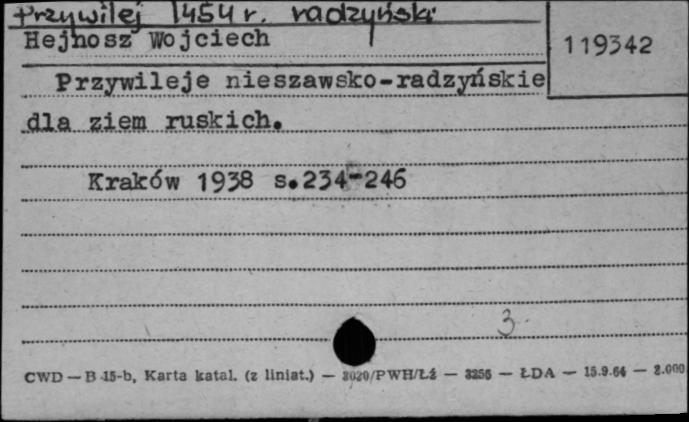 Przywilej 1454 r. radzyński
Hejnosz Wojciech
119342
Przywileje nieszawsko-radzyńskie
dla ziem ruskich.
Kraków 1938 s.234-246
3
CWD — B 15-b, Karta katal. (z liniat.) — 3020/PWH/Łż — 3256 — ŁDA — 15.9.64 — 2.000